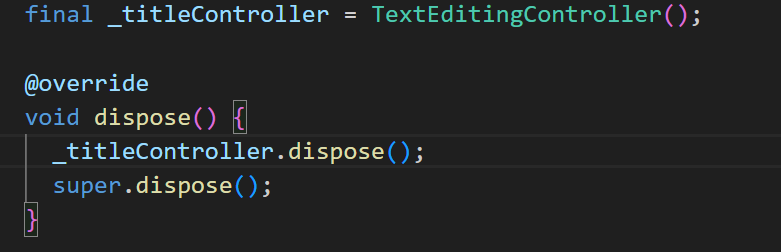 final _titleController = TextEditingController();
@override
void dispose() {
_titleController.dispose();
super.dispose();
}